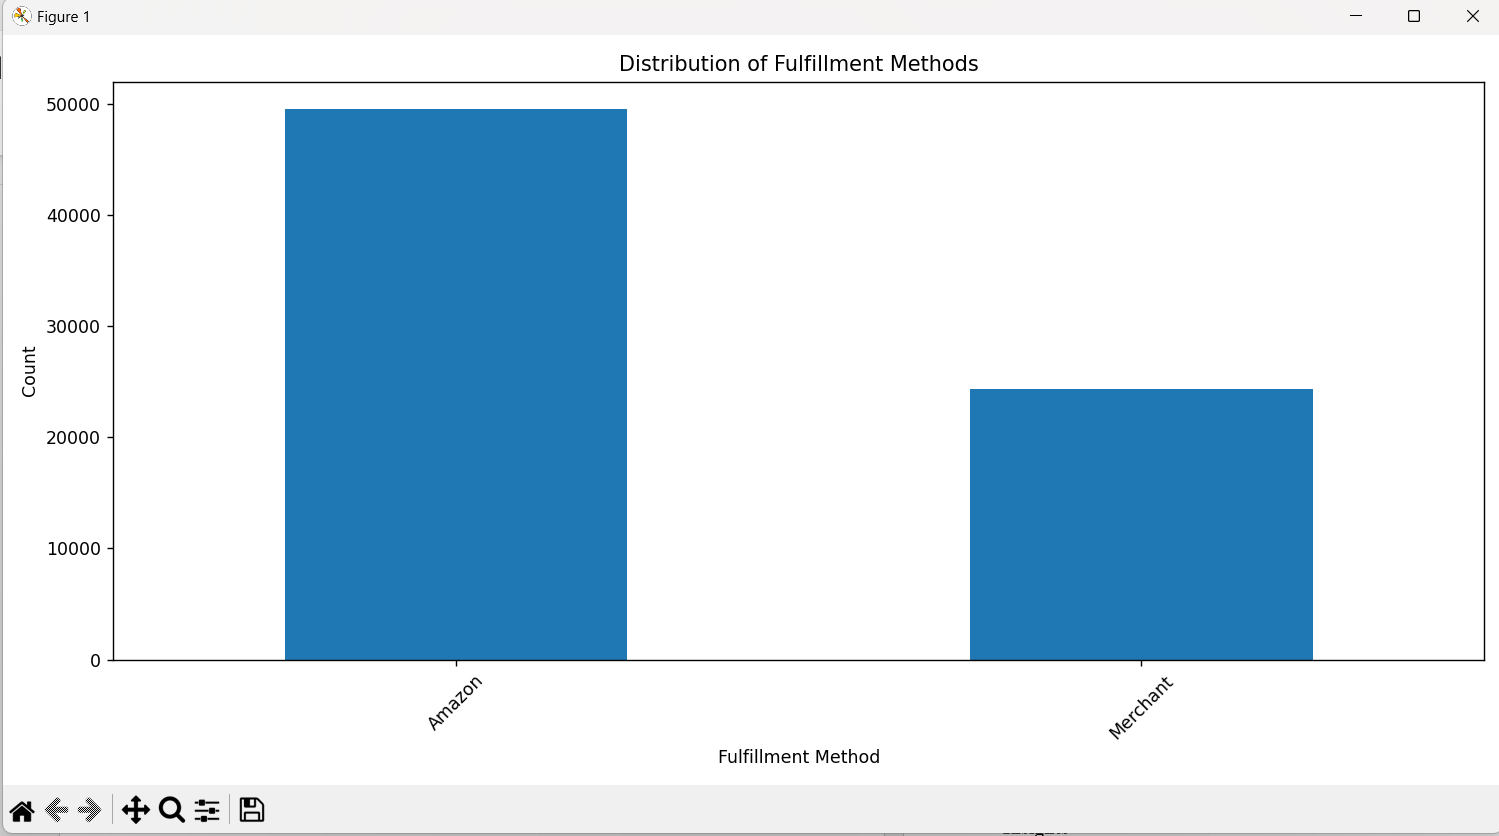 Figure 1
Distribution of Fulfillment Methods
50000
40000
30000
20000
10000
0
Count
Amazon
Merchant
Fulfillment Method